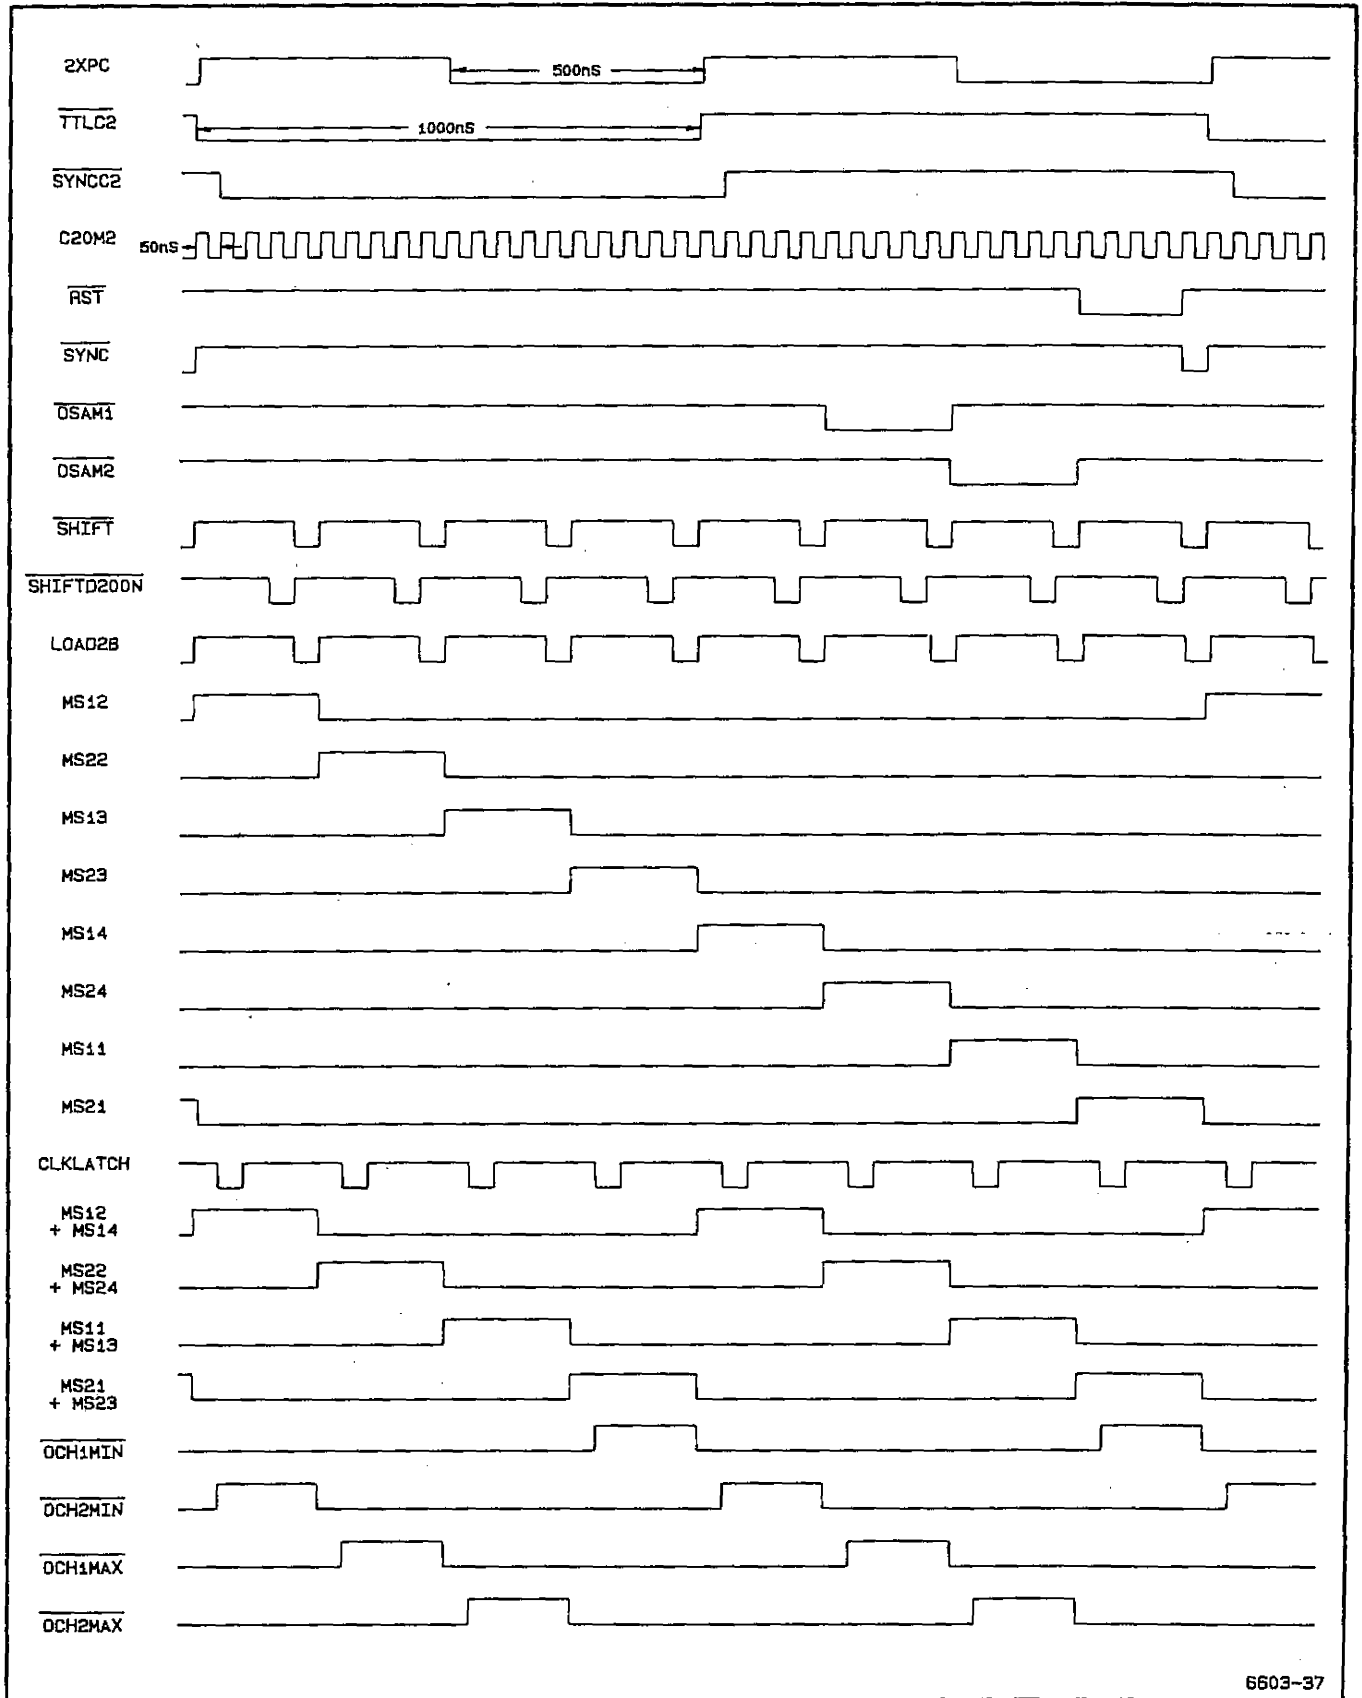 2XPC
500nS
TTLC2
1000nS
SYNCC2
C20M2
50nS
RST
SYNC
OSAM1
OSAM2
SHIFT
SHIFTD200N
LOAD2B
MS12
MS22
MS13
MS23
MS14
MS24
MS11
MS21
CLKLATCH
MS12
+ MS14
MS22
+ MS24
MS11
+ MS13
MS21
+ MS23
OCH1MIN
OCH2MIN
OCH1MAX
OCH2MAX
6603-37